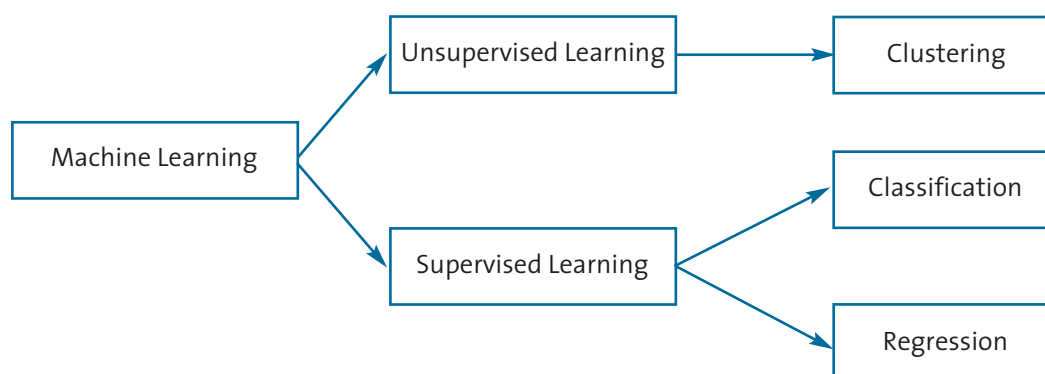 Unsupervised Learning
Clustering
Machine Learning
Classification
Supervised Learning
Regression